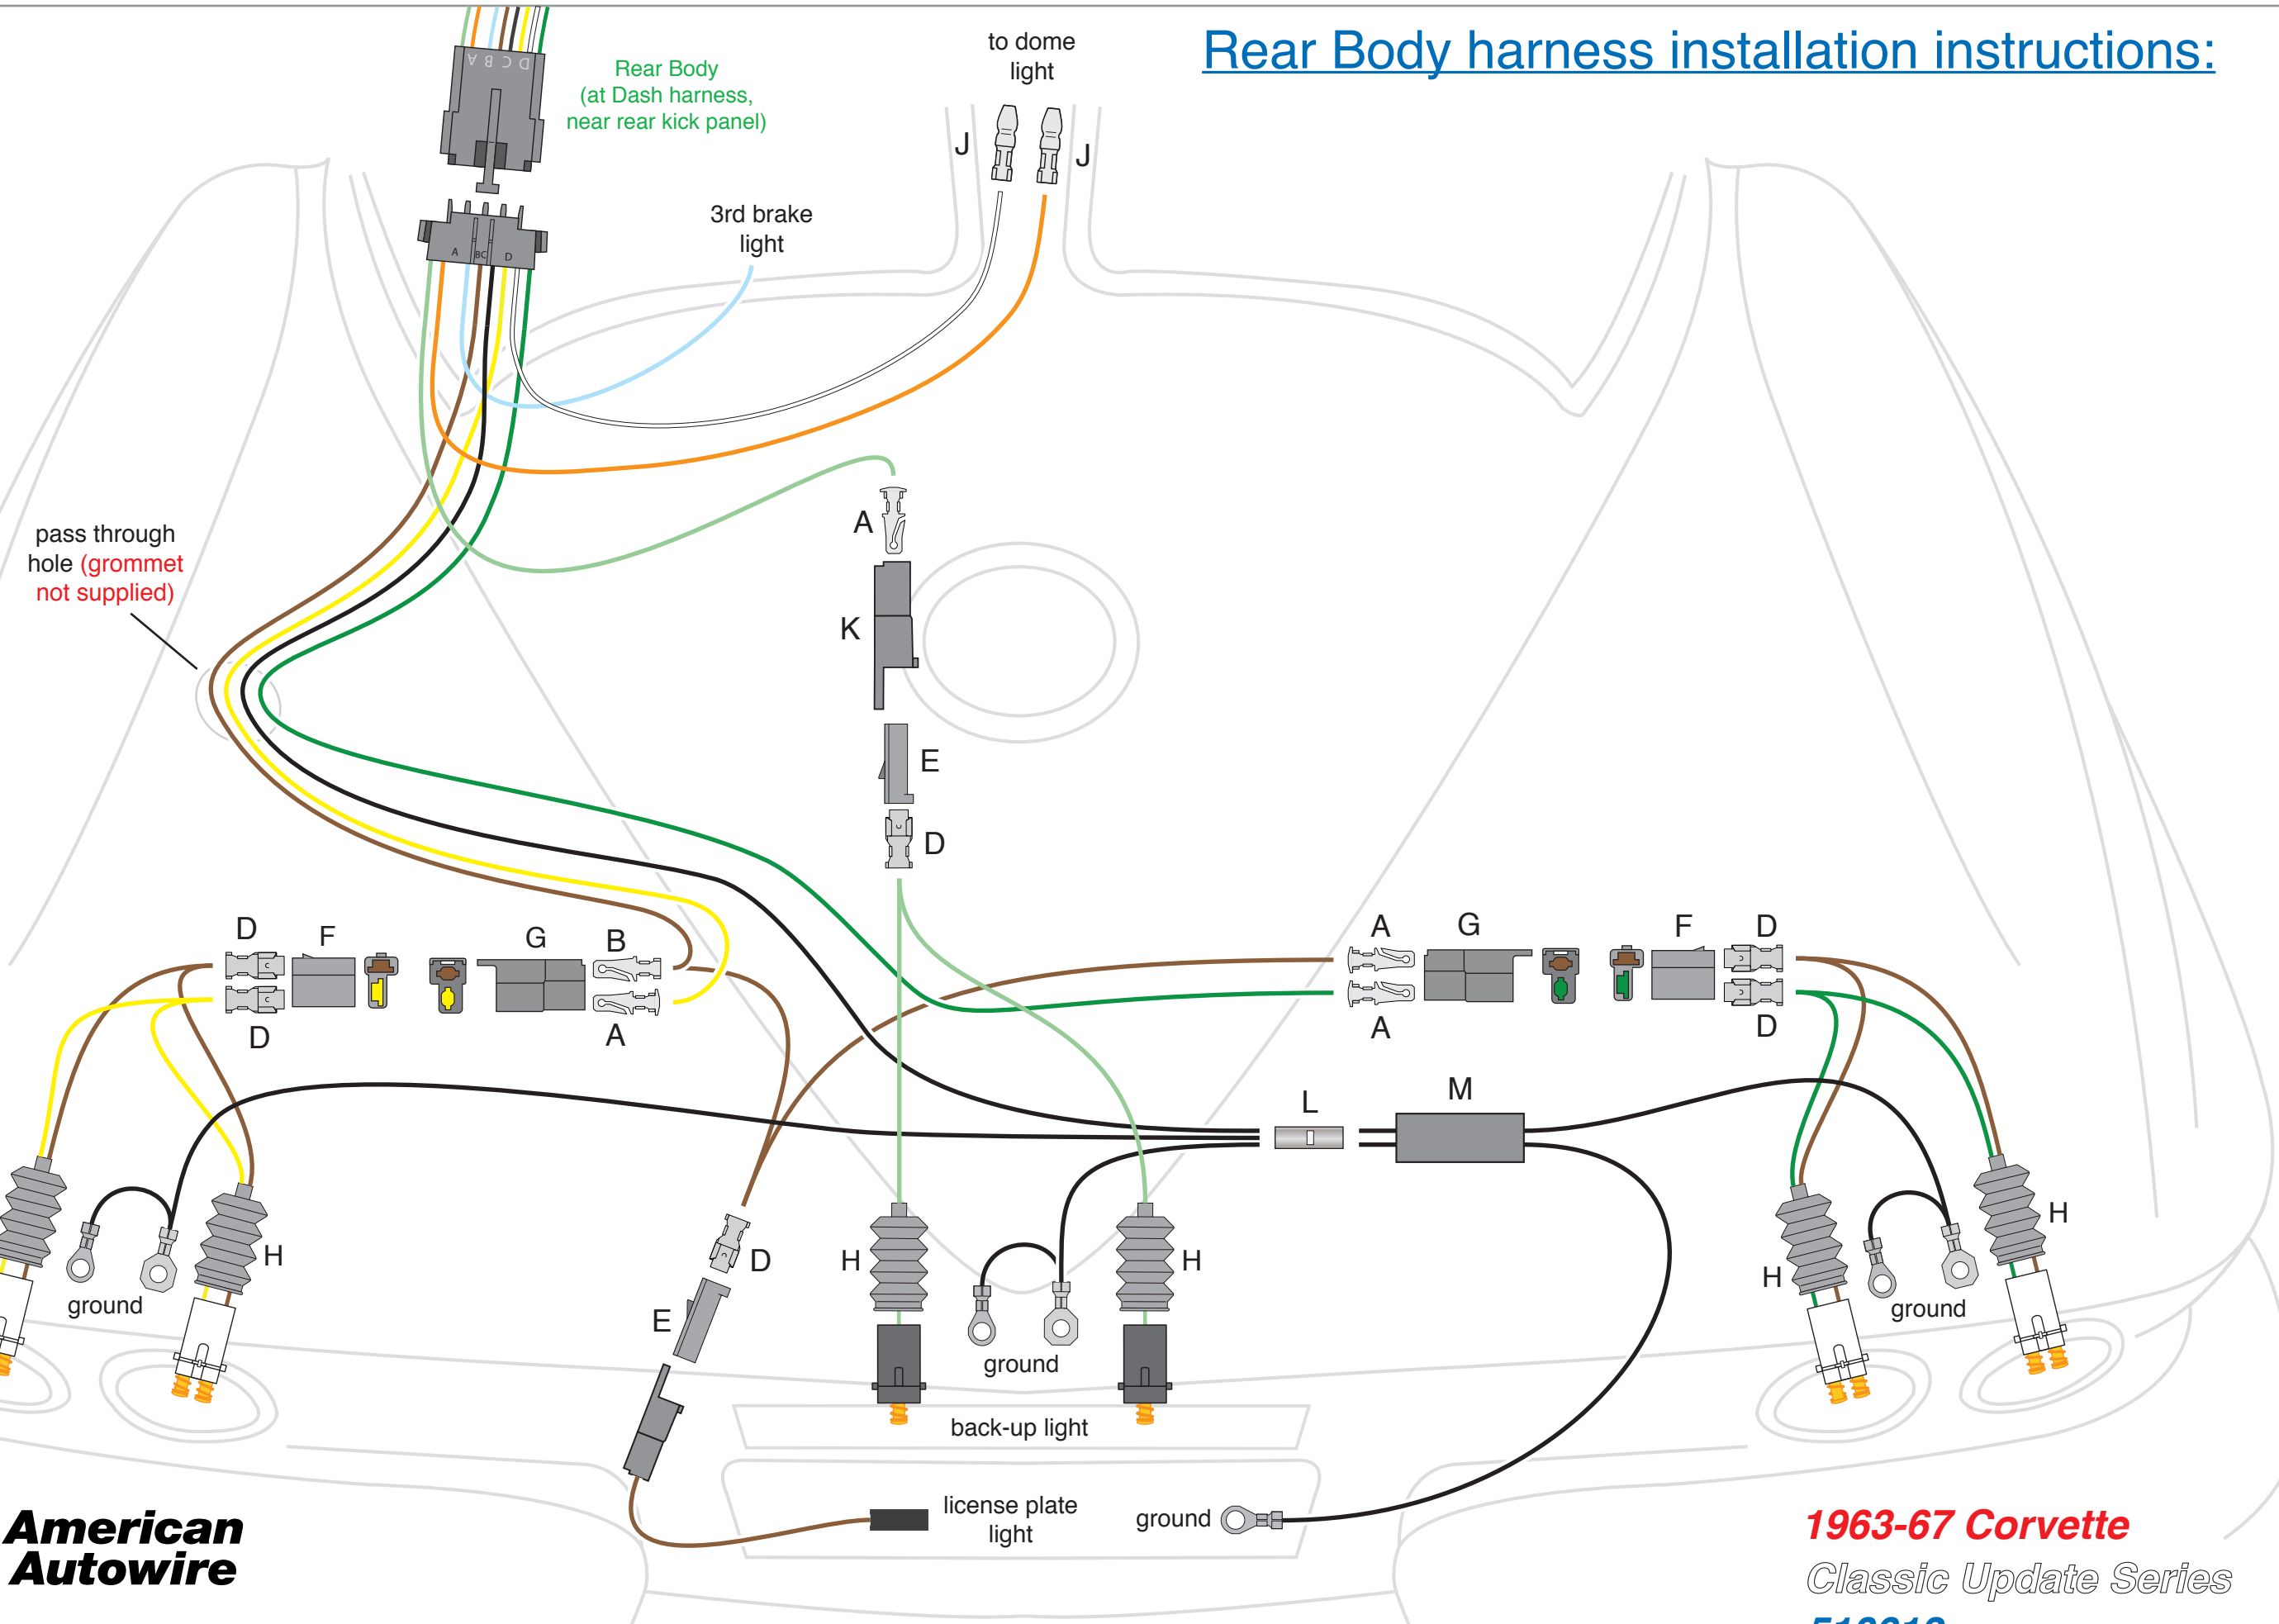 Rear Body harness installation instructions:
to dome
light
Rear Body
(at Dash harness,
near rear kick panel)
A B C D
J
J
3rd brake
light
A BC D
A
pass through
hole (grommet
not supplied)
K
E
D
D
F
G
B
D
A
A
G
F
D
A
D
L
M
H
ground
D
E
H
H
ground
H
H
ground
back-up light
license plate
light
ground
American
Autowire
1963-67 Corvette
Classic Update Series